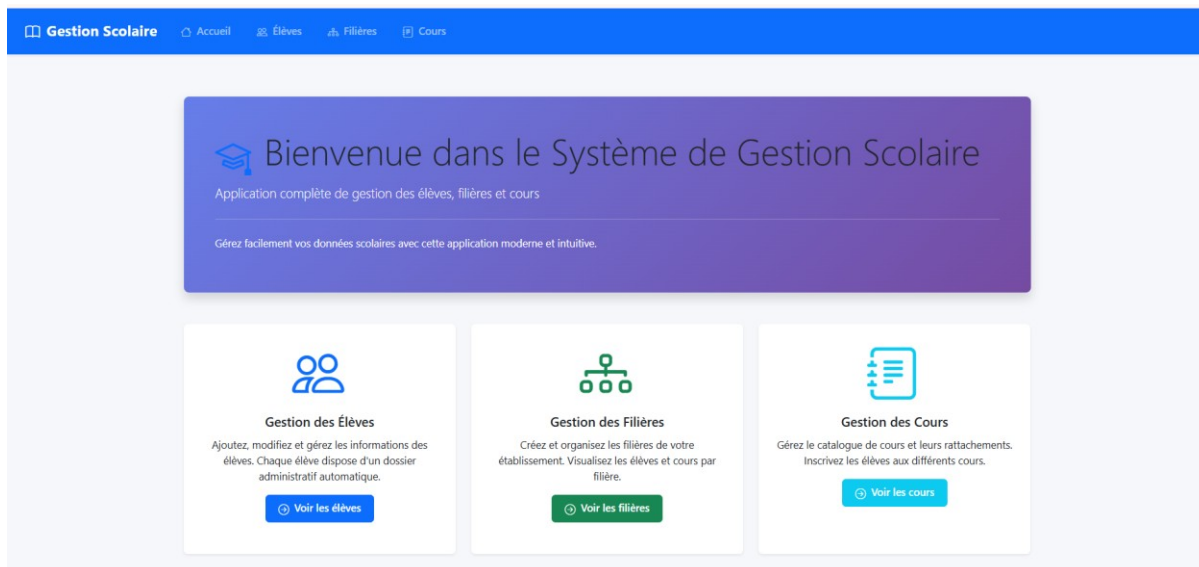 Gestion Scolaire Accueil Élèves Filières Cours
Bienvenue dans le Système de Gestion Scolaire
Application complète de gestion des élèves, filières et cours
Gérez facilement vos données scolaires avec cette application moderne et intuitive.
Gestion des Élèves
Ajoutez, modifiez et gérez les informations des
élèves. Chaque élève dispose d'un dossier
administratif automatique.
Voir les élèves
Gestion des Filières
Créez et organisez les filières de votre
établissement. Visualisez les élèves et cours par
filière.
Voir les filières
Gestion des Cours
Gérez le catalogue de cours et leurs rattachements.
Inscrivez les élèves aux différents cours.
Voir les cours